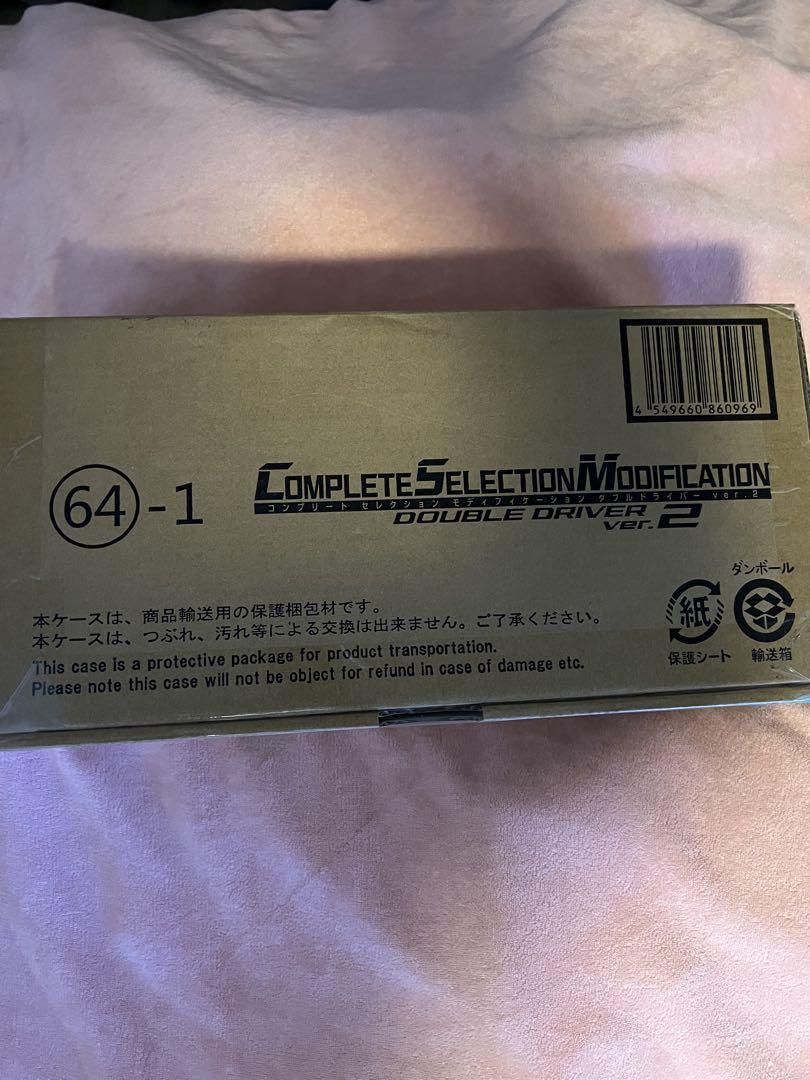 4 549660 860969
64-1
COMPLETE SELECTION MODIFICATION
コンプリート セレクション モディフィケーション ダブルドライバー ver.2
DOUBLE DRIVER
ver.2
ダンボール
本ケースは、商品輸送用の保護梱包材です。
本ケースは、つぶれ、汚れ等による交換は出来ません。ご了承ください。
紙
This case is a protective package for product transportation.
Please note this case will not be object for refund in case of damage etc.
保護シート
輸送箱